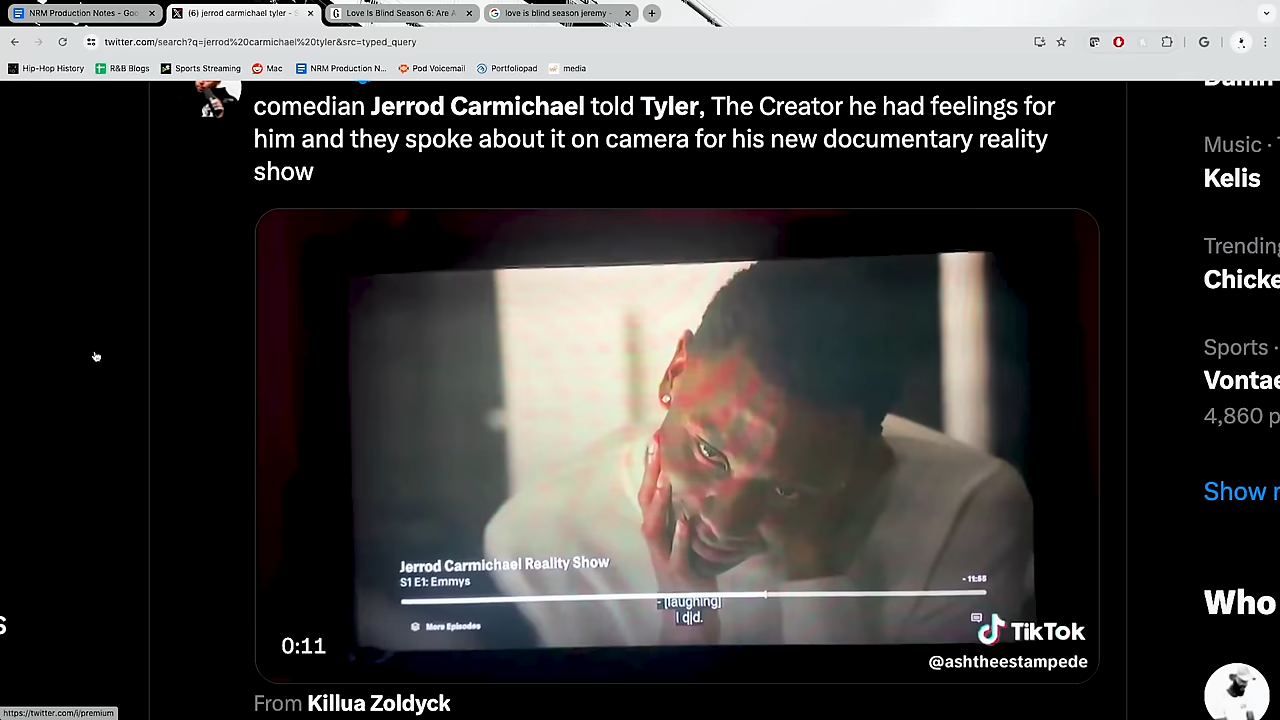 NRM Production Notes - Goo
(6) jerrod carmichael tyler - S
Love Is Blind Season 6: Are A
love is blind season jeremy -
twitter.com/search?q=jerrod%20carmichael%20tyler&src=typed_query
Hip-Hop History
R&B Blogs
Sports Streaming
Mac
NRM Production N...
Pod Voicemail
Portfoliopad
media
comedian Jerrod Carmichael told Tyler, The Creator he had feelings for
him and they spoke about it on camera for his new documentary reality
show
Music ·
Kelis
Trending
Chicke
Sports ·
Vontae
4,860 p
Show
Who
Jerrod Carmichael Reality Show
S1 E1: Emmys
- 11:55
- [laughing]
I did.
More Episodes
0:11
TikTok
@ashtheestampede
From Killua Zoldyck
S
https://twitter.com/i/premium